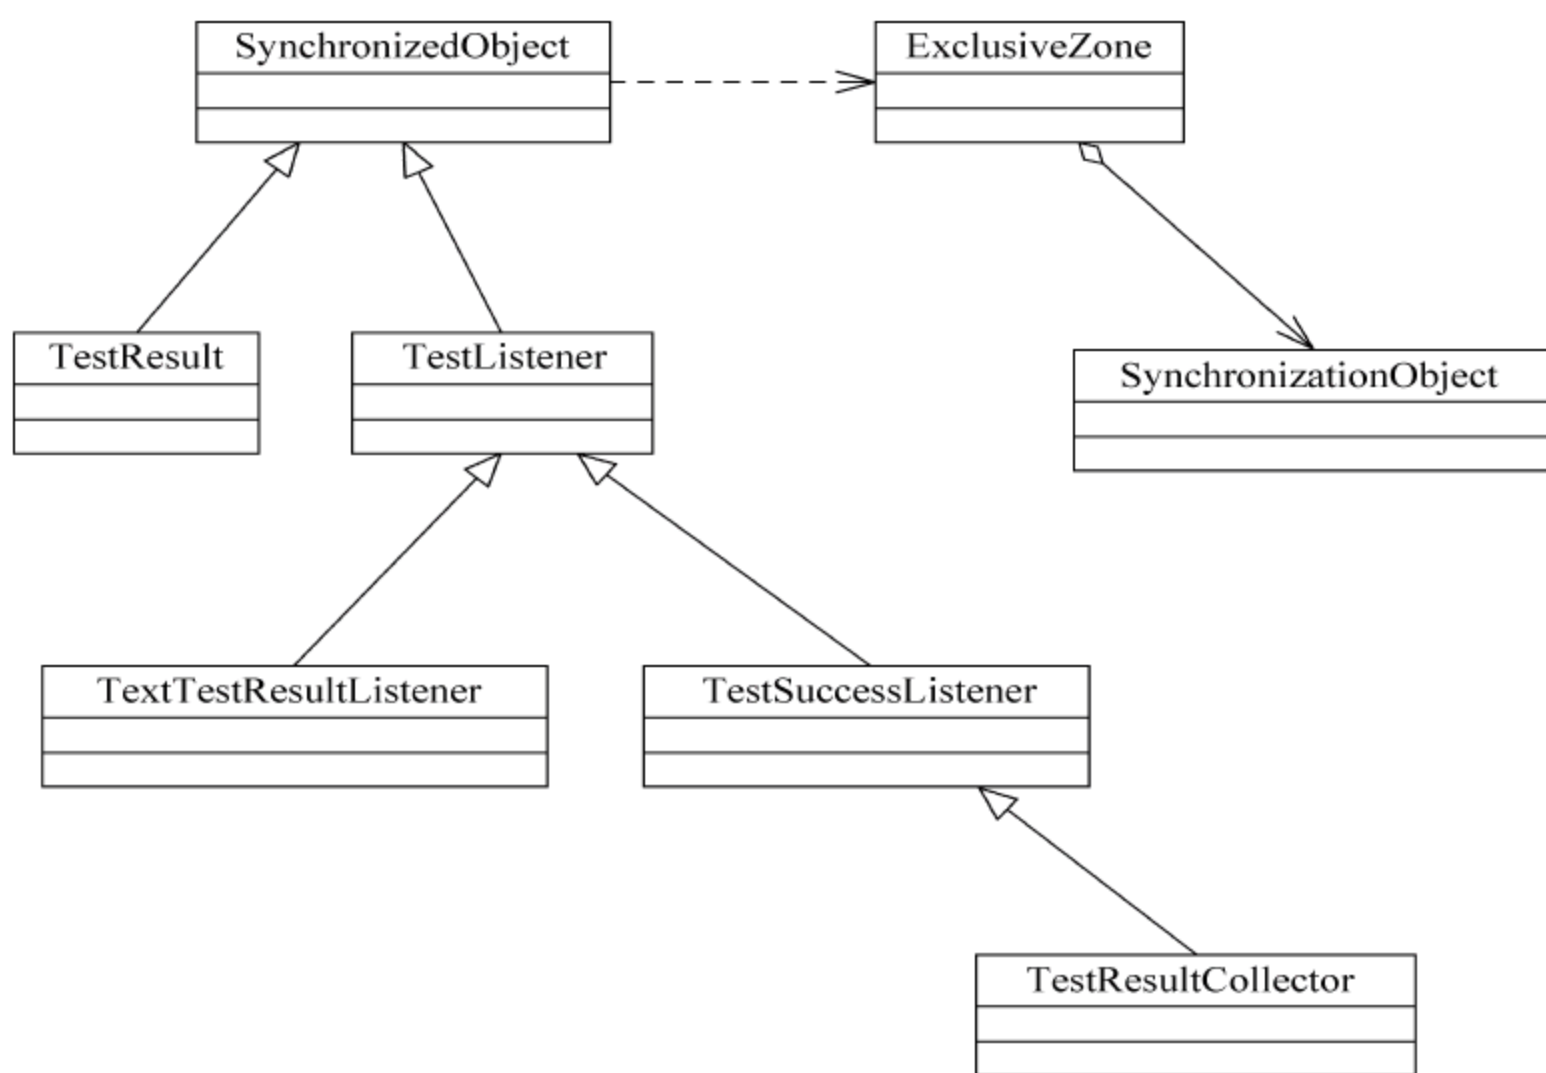 SynchronizedObject
ExclusiveZone
TestResult
TestListener
SynchronizationObject
TextTestResultListener
TestSuccessListener
TestResultCollector